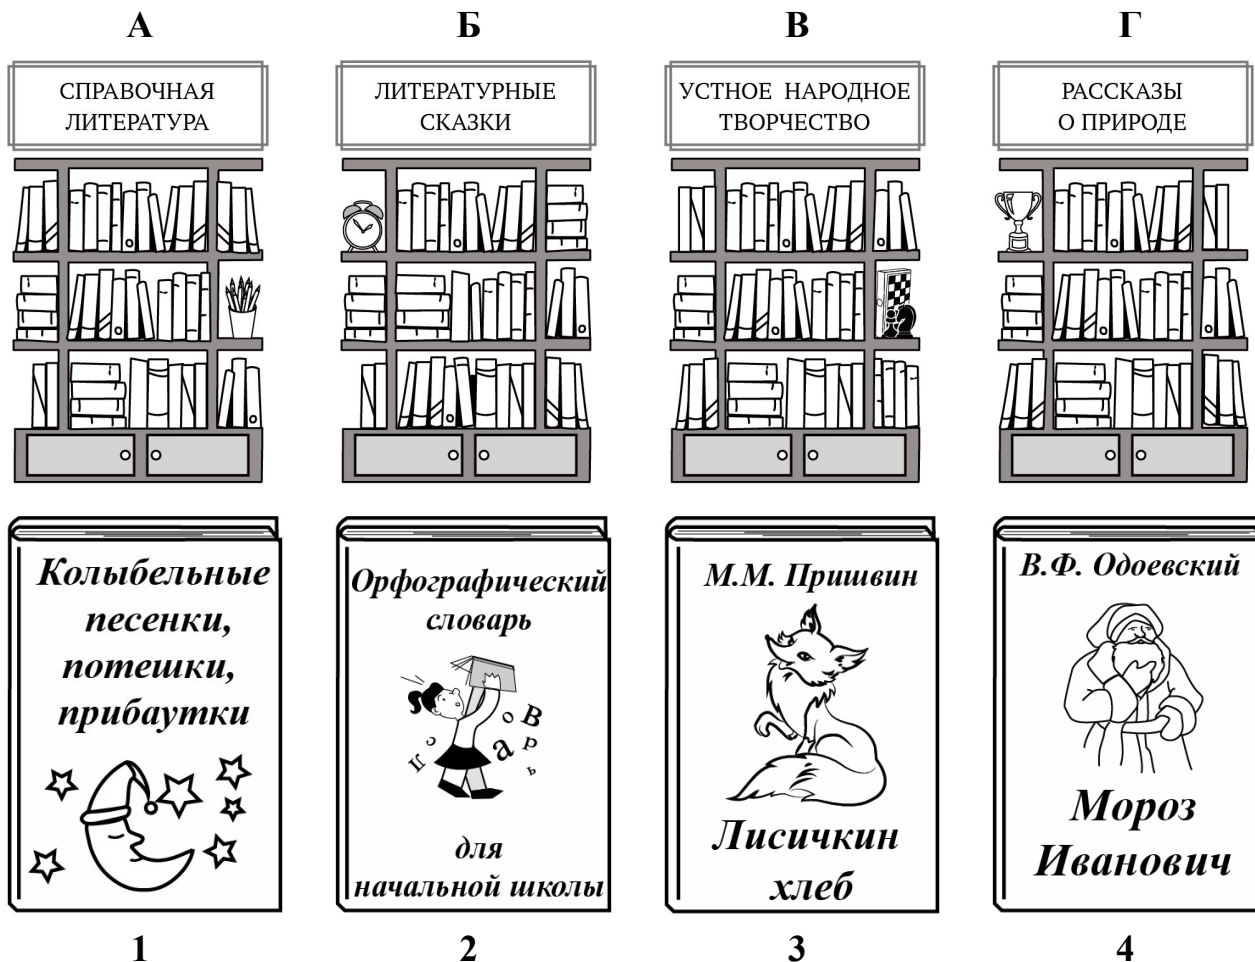 А
Б
В
Г
СПРАВОЧНАЯ
ЛИТЕРАТУРА
ЛИТЕРАТУРНЫЕ
СКАЗКИ
УСТНОЕ НАРОДНОЕ
ТВОРЧЕСТВО
РАССКАЗЫ
О ПРИРОДЕ
Колыбельные
песенки,
потешки,
прибаутки
Орфографический
словарь
с
л
о
В
а
р
ь
для
начальной школы
М.М. Пришвин
Лисичкин
хлеб
В.Ф. Одоевский
Мороз
Иванович
1
2
3
4